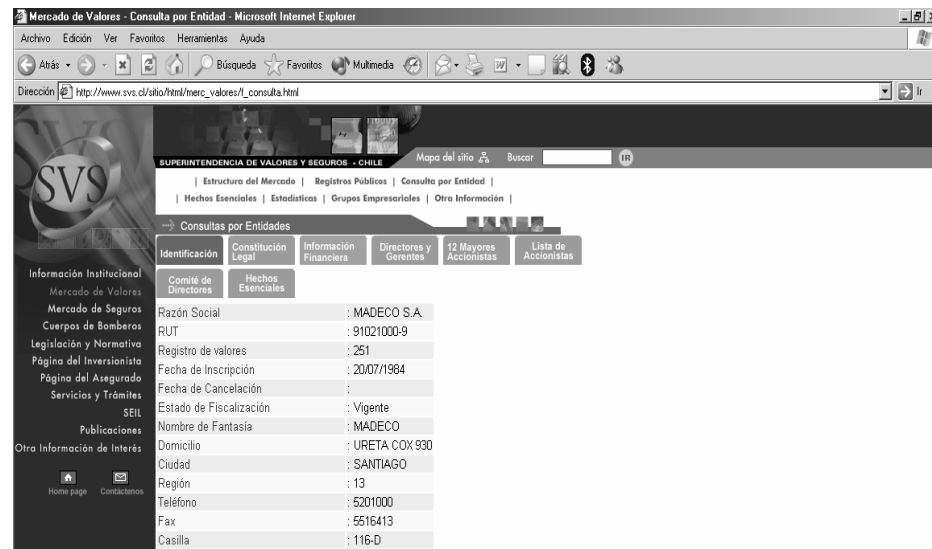 Mercado de Valores - Consulta por Entidad - Microsoft Internet Explorer
Archivo Edición Ver Favoritos Herramientas Ayuda
Atrás Búsqueda Favoritos Multimedia
Dirección http://www.svs.cl/sitio/html/merc_valores/f_consulta.html Ir
SVS
SUPERINTENDENCIA DE VALORES Y SEGUROS - CHILE
Mapa del sitio Buscar IR
| Estructura del Mercado | Registros Públicos | Consulta por Entidad |
| Hechos Esenciales | Estadísticas | Grupos Empresariales | Otra Información |
Consultas por Entidades
Identificación
Constitución Legal
Información Financiera
Directores y Gerentes
12 Mayores Accionistas
Lista de Accionistas
Comité de Directores
Hechos Esenciales
Información Institucional
Mercado de Valores
Mercado de Seguros
Cuerpos de Bomberos
Legislación y Normativa
Página del Inversionista
Página del Asegurado
Servicios y Trámites
SEIL
Publicaciones
Otra Información de Interés
Home page Contáctenos
Razón Social : MADECO S.A.
RUT : 91021000-9
Registro de valores : 251
Fecha de Inscripción : 20/07/1984
Fecha de Cancelación :
Estado de Fiscalización : Vigente
Nombre de Fantasía : MADECO
Domicilio : URETA COX 930
Ciudad : SANTIAGO
Región : 13
Teléfono : 5201000
Fax : 5516413
Casilla : 116-D